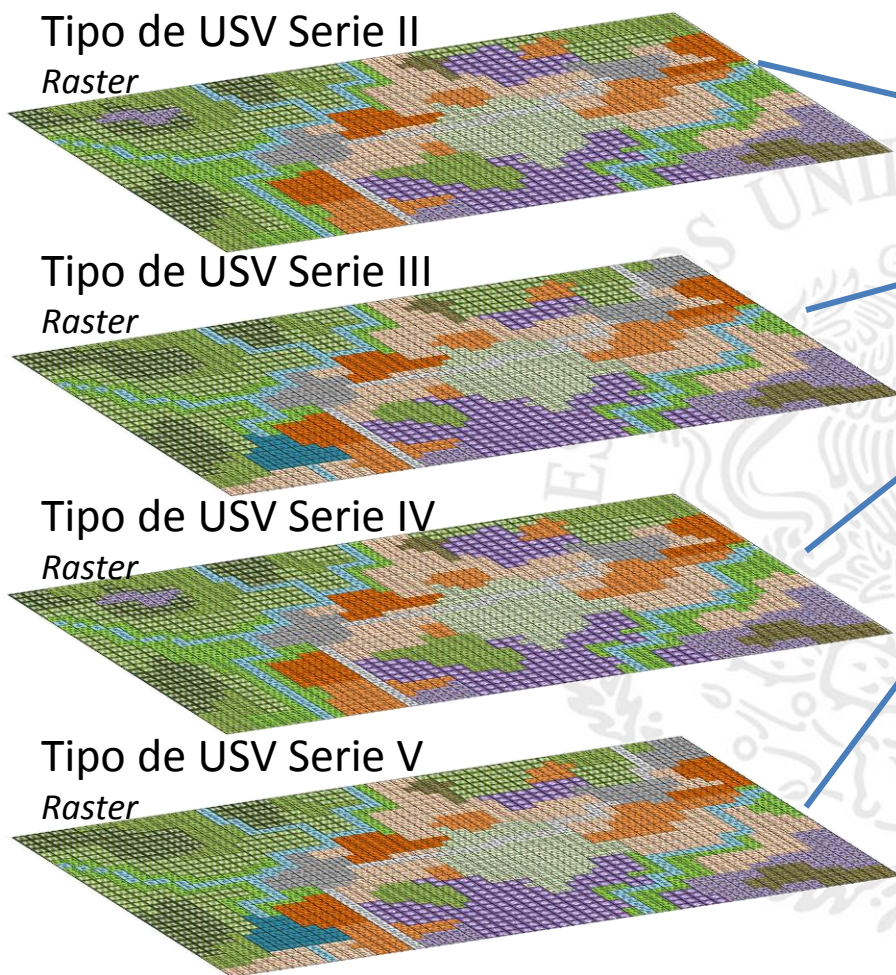 Tipo de USV Serie II
Raster
Tipo de USV Serie III
Raster
Tipo de USV Serie IV
Raster
Tipo de USV Serie V
Raster